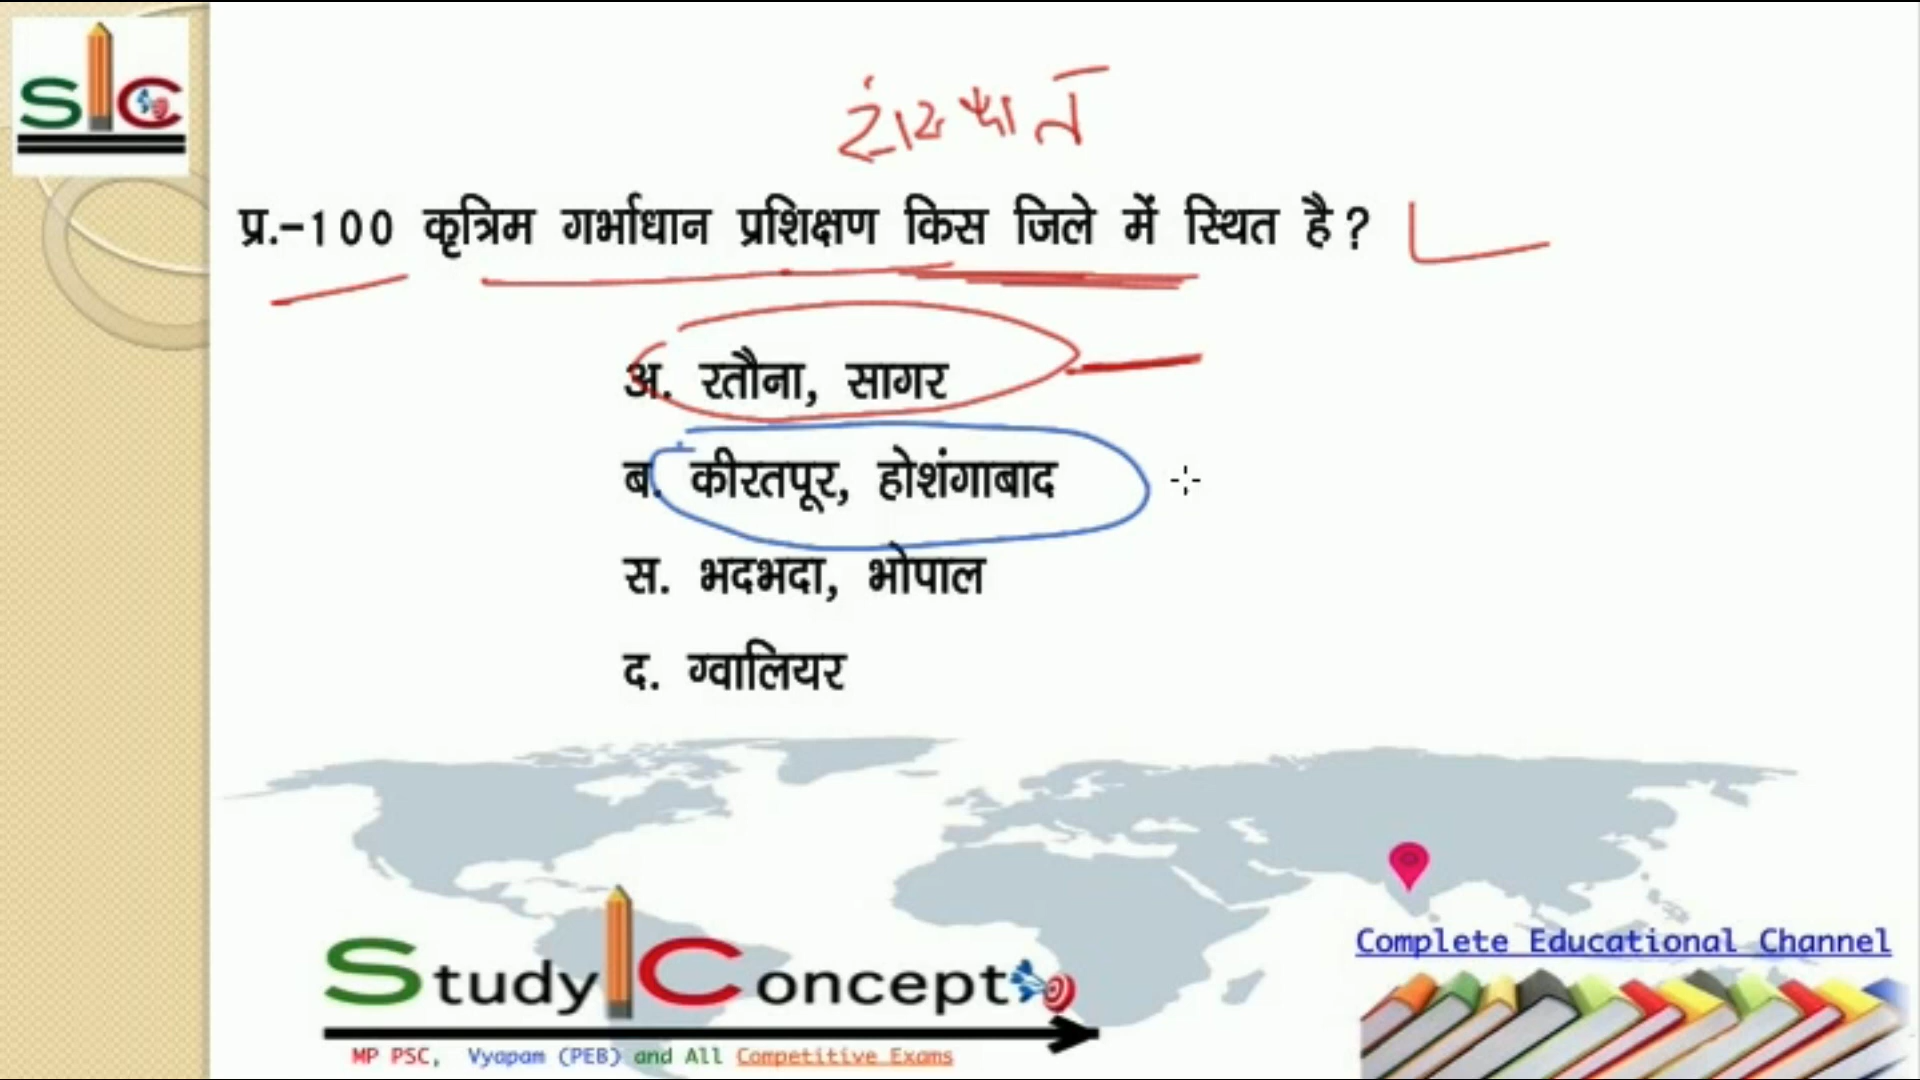 SC
प्र.-100 कृत्रिम गर्भाधान प्रशिक्षण किस जिले में स्थित है?
अ. रतौना, सागर
ब. कीरतपूर, होशंगाबाद
स. भदभदा, भोपाल
द. ग्वालियर
Complete Educational Channel
Study Concept
MP PSC, Vyapam (PEB) and All Competitive Exams